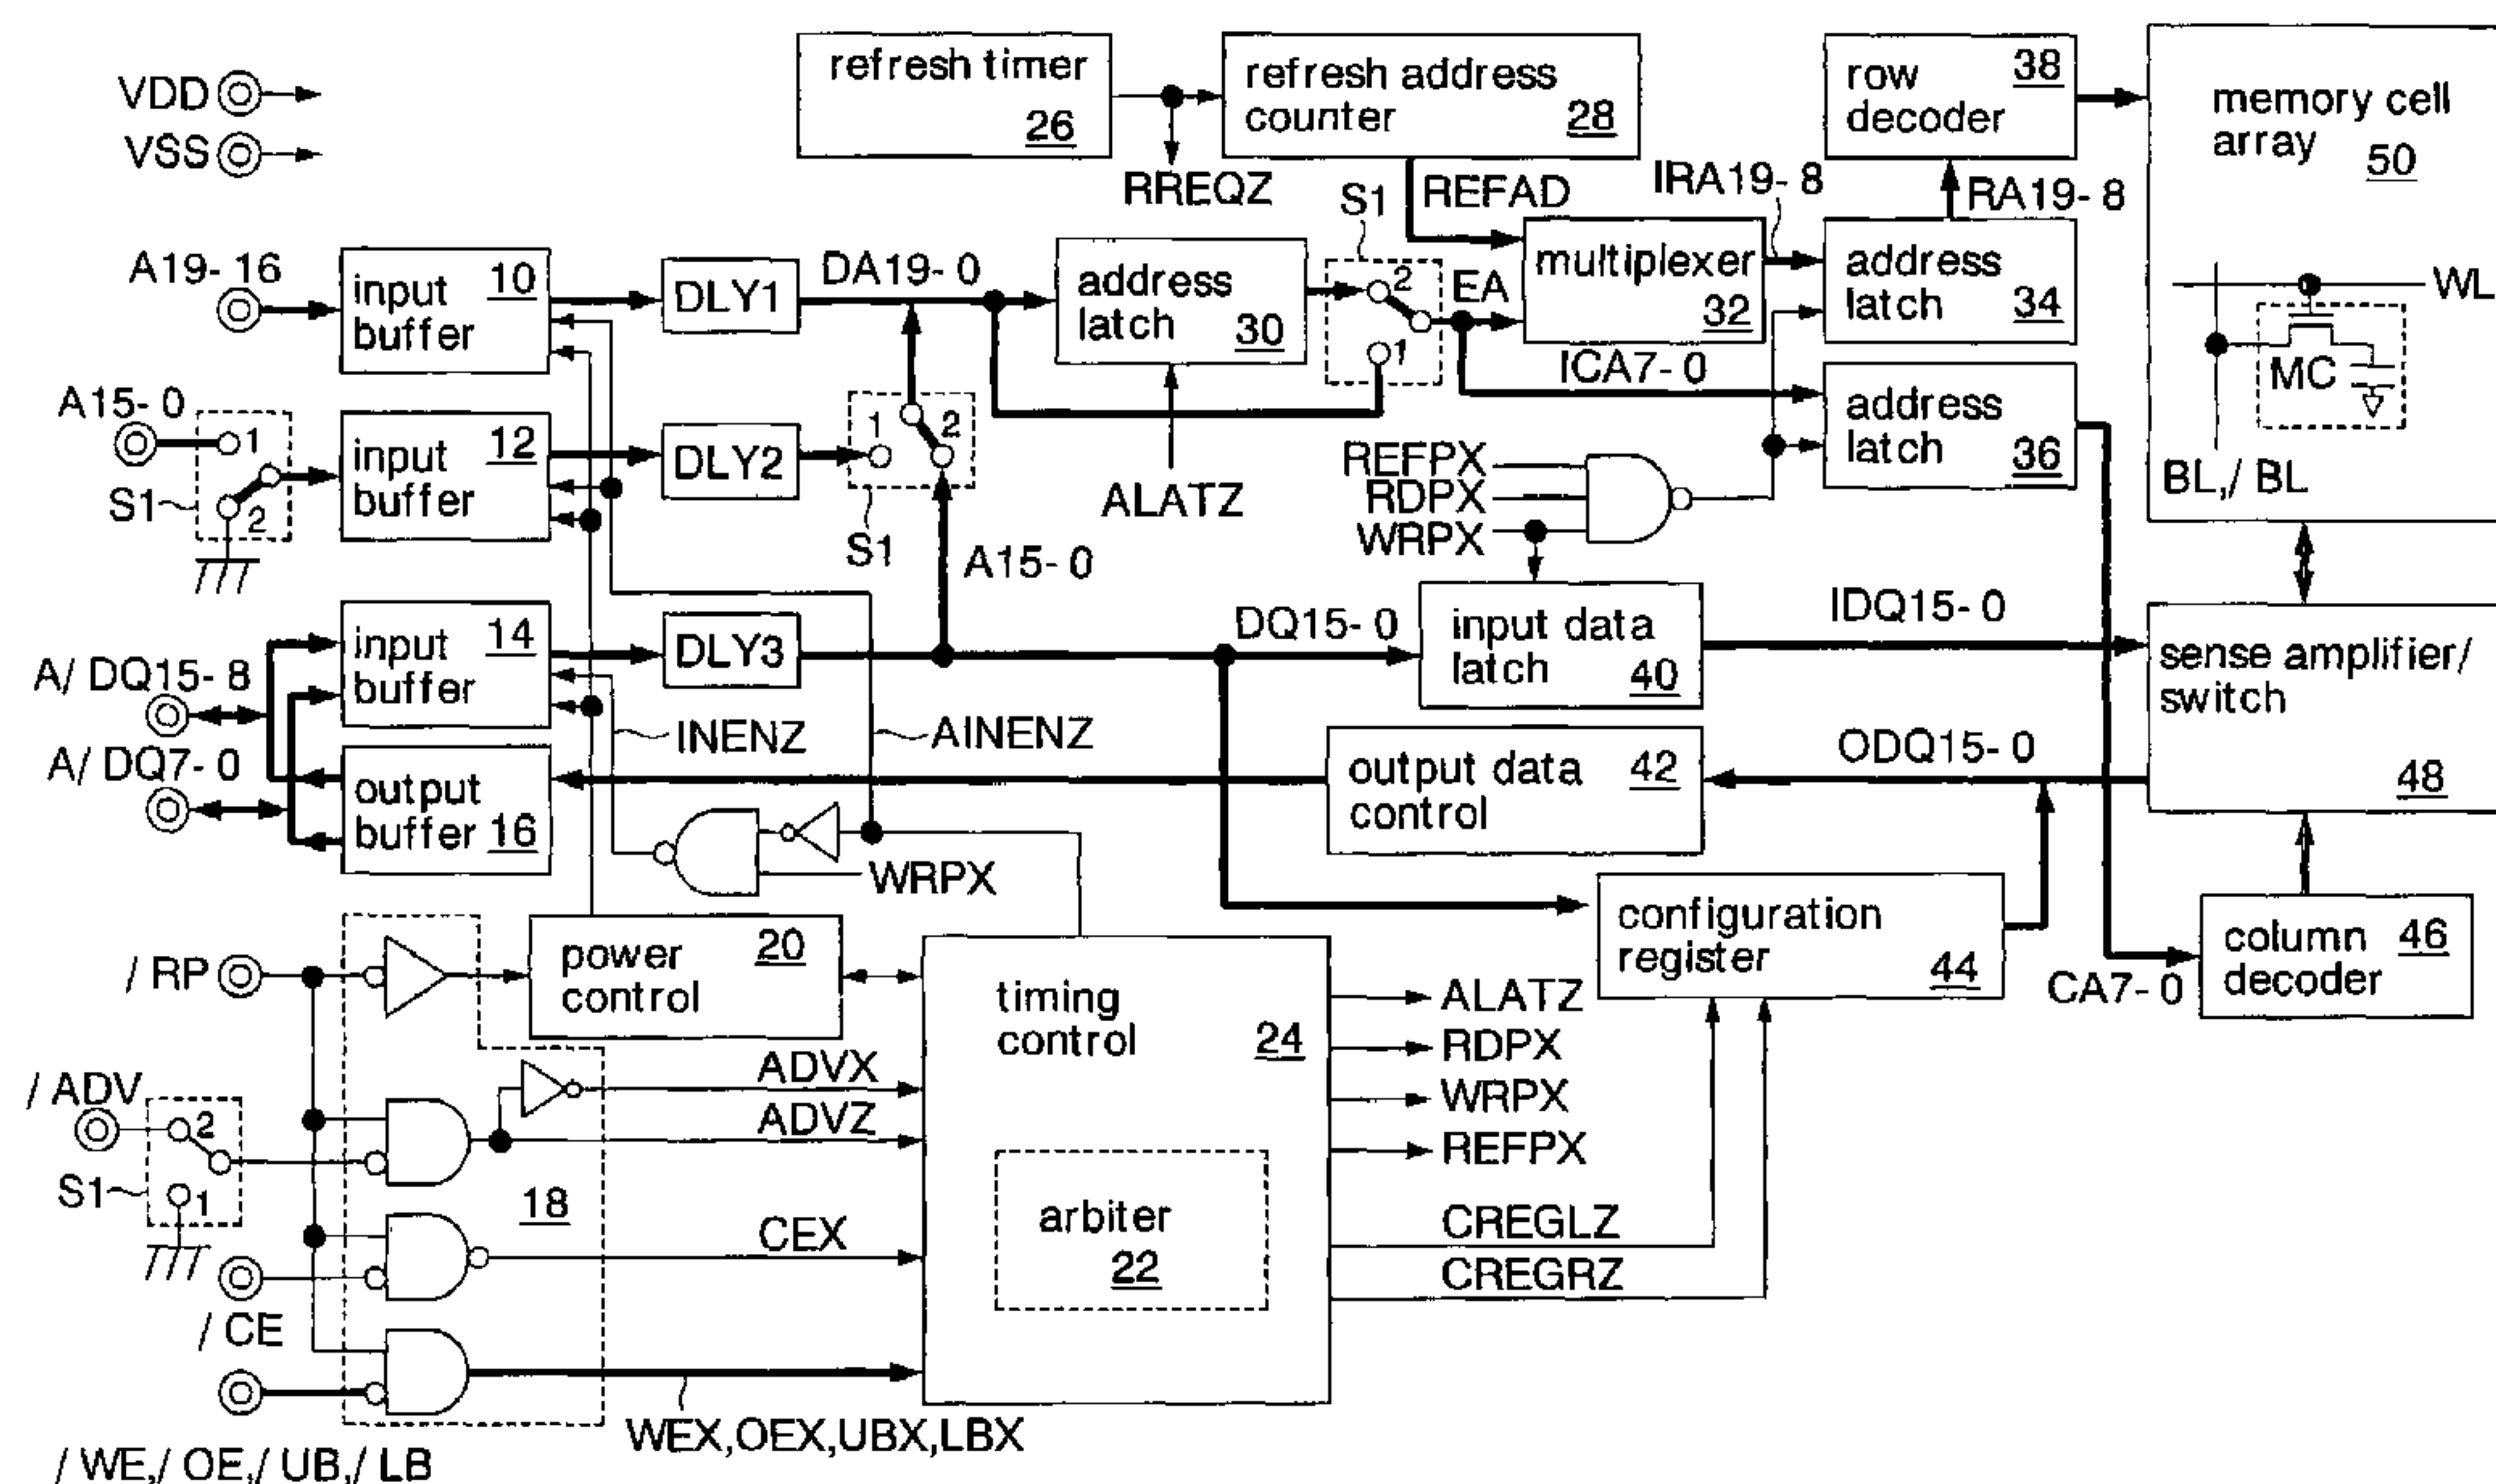 VDD
VSS
refresh timer
26
refresh address
counter
28
row
decoder
38
memory cell
array
50
RREQZ
REFAD
IRA19- 8
RA19- 8
S1
A19- 16
input
buffer
10
DLY1
DA19- 0
address
latch
30
2
1
EA
multiplexer
32
address
latch
34
WL
MC
BL,/ BL
ICA7- 0
A15- 0
1
2
S1
input
buffer
12
DLY2
1
2
S1
ALATZ
address
latch
36
REFPX
RDPX
WRPX
A15- 0
input
buffer
14
DLY3
DQ15- 0
input data
latch
40
IDQ15- 0
sense amplifier/
switch
48
A/ DQ15- 8
A/ DQ7- 0
INENZ
AINENZ
output
buffer
16
output data
control
42
ODQ15- 0
WRPX
configuration
register
44
CA7- 0
column
decoder
46
/ RP
power
control
20
timing
control
24
ALATZ
RDPX
WRPX
REFPX
/ ADV
2
S1
1
ADVX
ADVZ
18
CEX
arbiter
22
CREGLZ
CREGRZ
/ CE
/ WE,/ OE,/ UB,/ LB
WEX,OEX,UBX,LBX